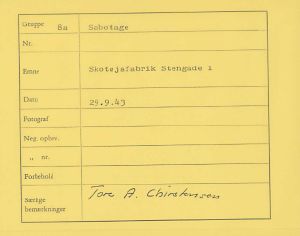 Gruppe 8a Sabotage
Nr.
Emne Skotøjsfabrik Stengade 1
Dato 29.9.43
Fotograf
Neg. opbev.
„ nr.
Forbehold
Særlige bemærkninger Tore A. Christensen